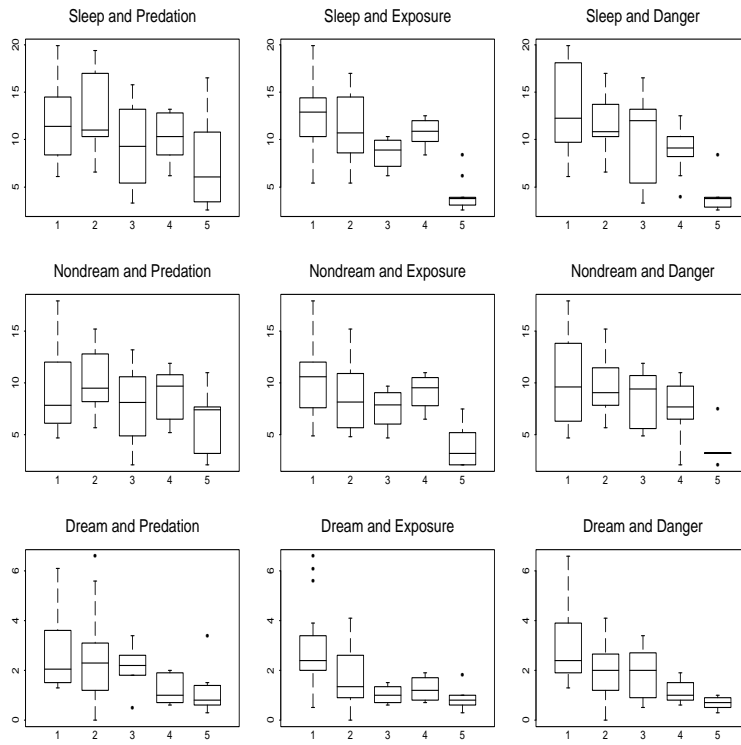 Sleep and Predation
Sleep and Exposure
Sleep and Danger
20
15
10
5
1 2 3 4 5
20
15
10
5
1 2 3 4 5
20
15
10
5
1 2 3 4 5
Nondream and Predation
Nondream and Exposure
Nondream and Danger
15
10
5
1 2 3 4 5
15
10
5
1 2 3 4 5
15
10
5
1 2 3 4 5
Dream and Predation
Dream and Exposure
Dream and Danger
6
4
2
0
1 2 3 4 5
6
4
2
0
1 2 3 4 5
6
4
2
0
1 2 3 4 5